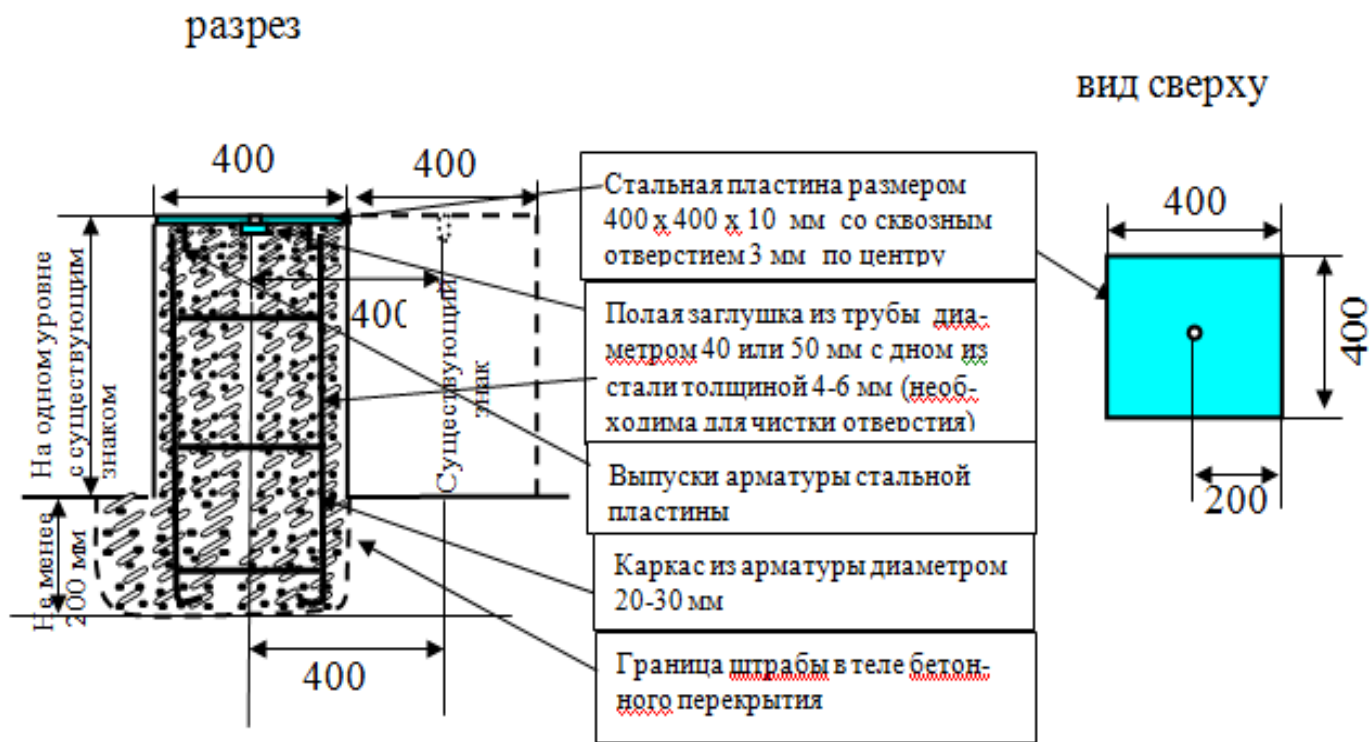 разрез
вид сверху
400
400
Стальная пластина размером
400 х 400 х 10 мм со сквозным
отверстием 3 мм по центру
400
400
200
На одном уровне
с существующим
знаком
400
Существующий
знак
Полая заглушка из трубы диа-
метром 40 или 50 мм с дном из
стали толщиной 4-6 мм (необ-
ходима для чистки отверстия)
Выпуски арматуры стальной
пластины
Не менее
200 мм
Каркас из арматуры диаметром
20-30 мм
400
Граница штрабы в теле бетон-
ного перекрытия